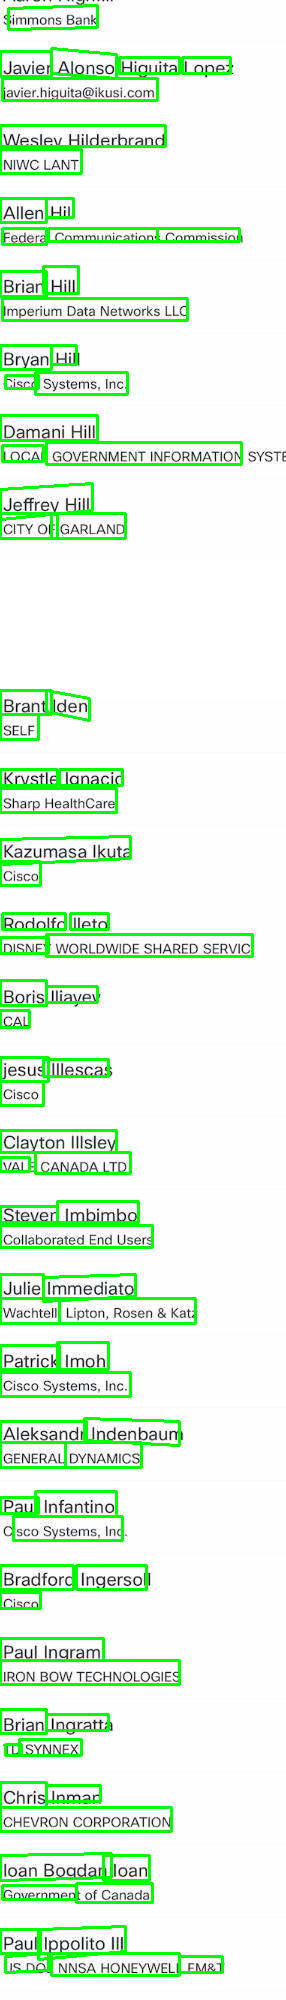 Simmons Bank
Javier Alonso Higuita Lopez
javier.higuita@ikusi.com
Wesley Hilderbrand
NIWC LANT
Allen Hill
Federal Communications Commission
Brian Hill
Imperium Data Networks LLC
Bryan Hill
Cisco Systems, Inc.
Damani Hill
LOCAL GOVERNMENT INFORMATION SYSTE
Jeffrey Hill
CITY OF GARLAND
Brant Iden
SELF
Krystle Ignacio
Sharp HealthCare
Kazumasa Ikuta
Cisco
Rodolfo Ileto
DISNEY WORLDWIDE SHARED SERVIC
Boris Iliayev
CAL
jesus Illescas
Cisco
Clayton Illsley
VALE CANADA LTD
Steven Imbimbo
Collaborated End Users
Julie Immediato
Wachtell Lipton, Rosen & Katz
Patrick Imoh
Cisco Systems, Inc.
Aleksandr Indenbaum
GENERAL DYNAMICS
Paul Infantino
Cisco Systems, Inc.
Bradford Ingersoll
Cisco
Paul Ingram
IRON BOW TECHNOLOGIES
Brian Ingratta
TD SYNNEX
Chris Inman
CHEVRON CORPORATION
Ioan Bogdan Ioan
Government of Canada
Paul Ippolito III
US DOE NNSA HONEYWELL FM&T